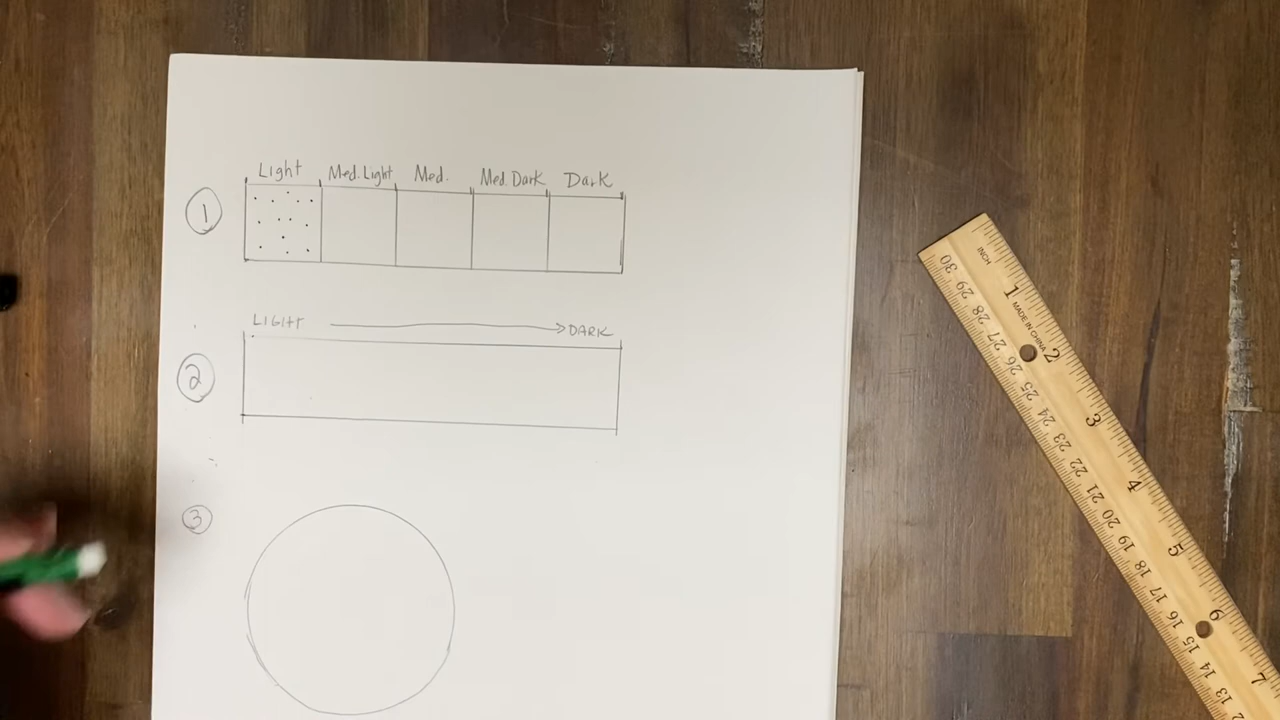 Light Med. Light Med. Med. Dark Dark
1
LIGHT DARK
2
3
INCH
MADE IN CHINA
1 2 3 4 5 6 7
30 29 28 27 26 25 24 23 22 21 20 19 18 17 16 15 14 13 12